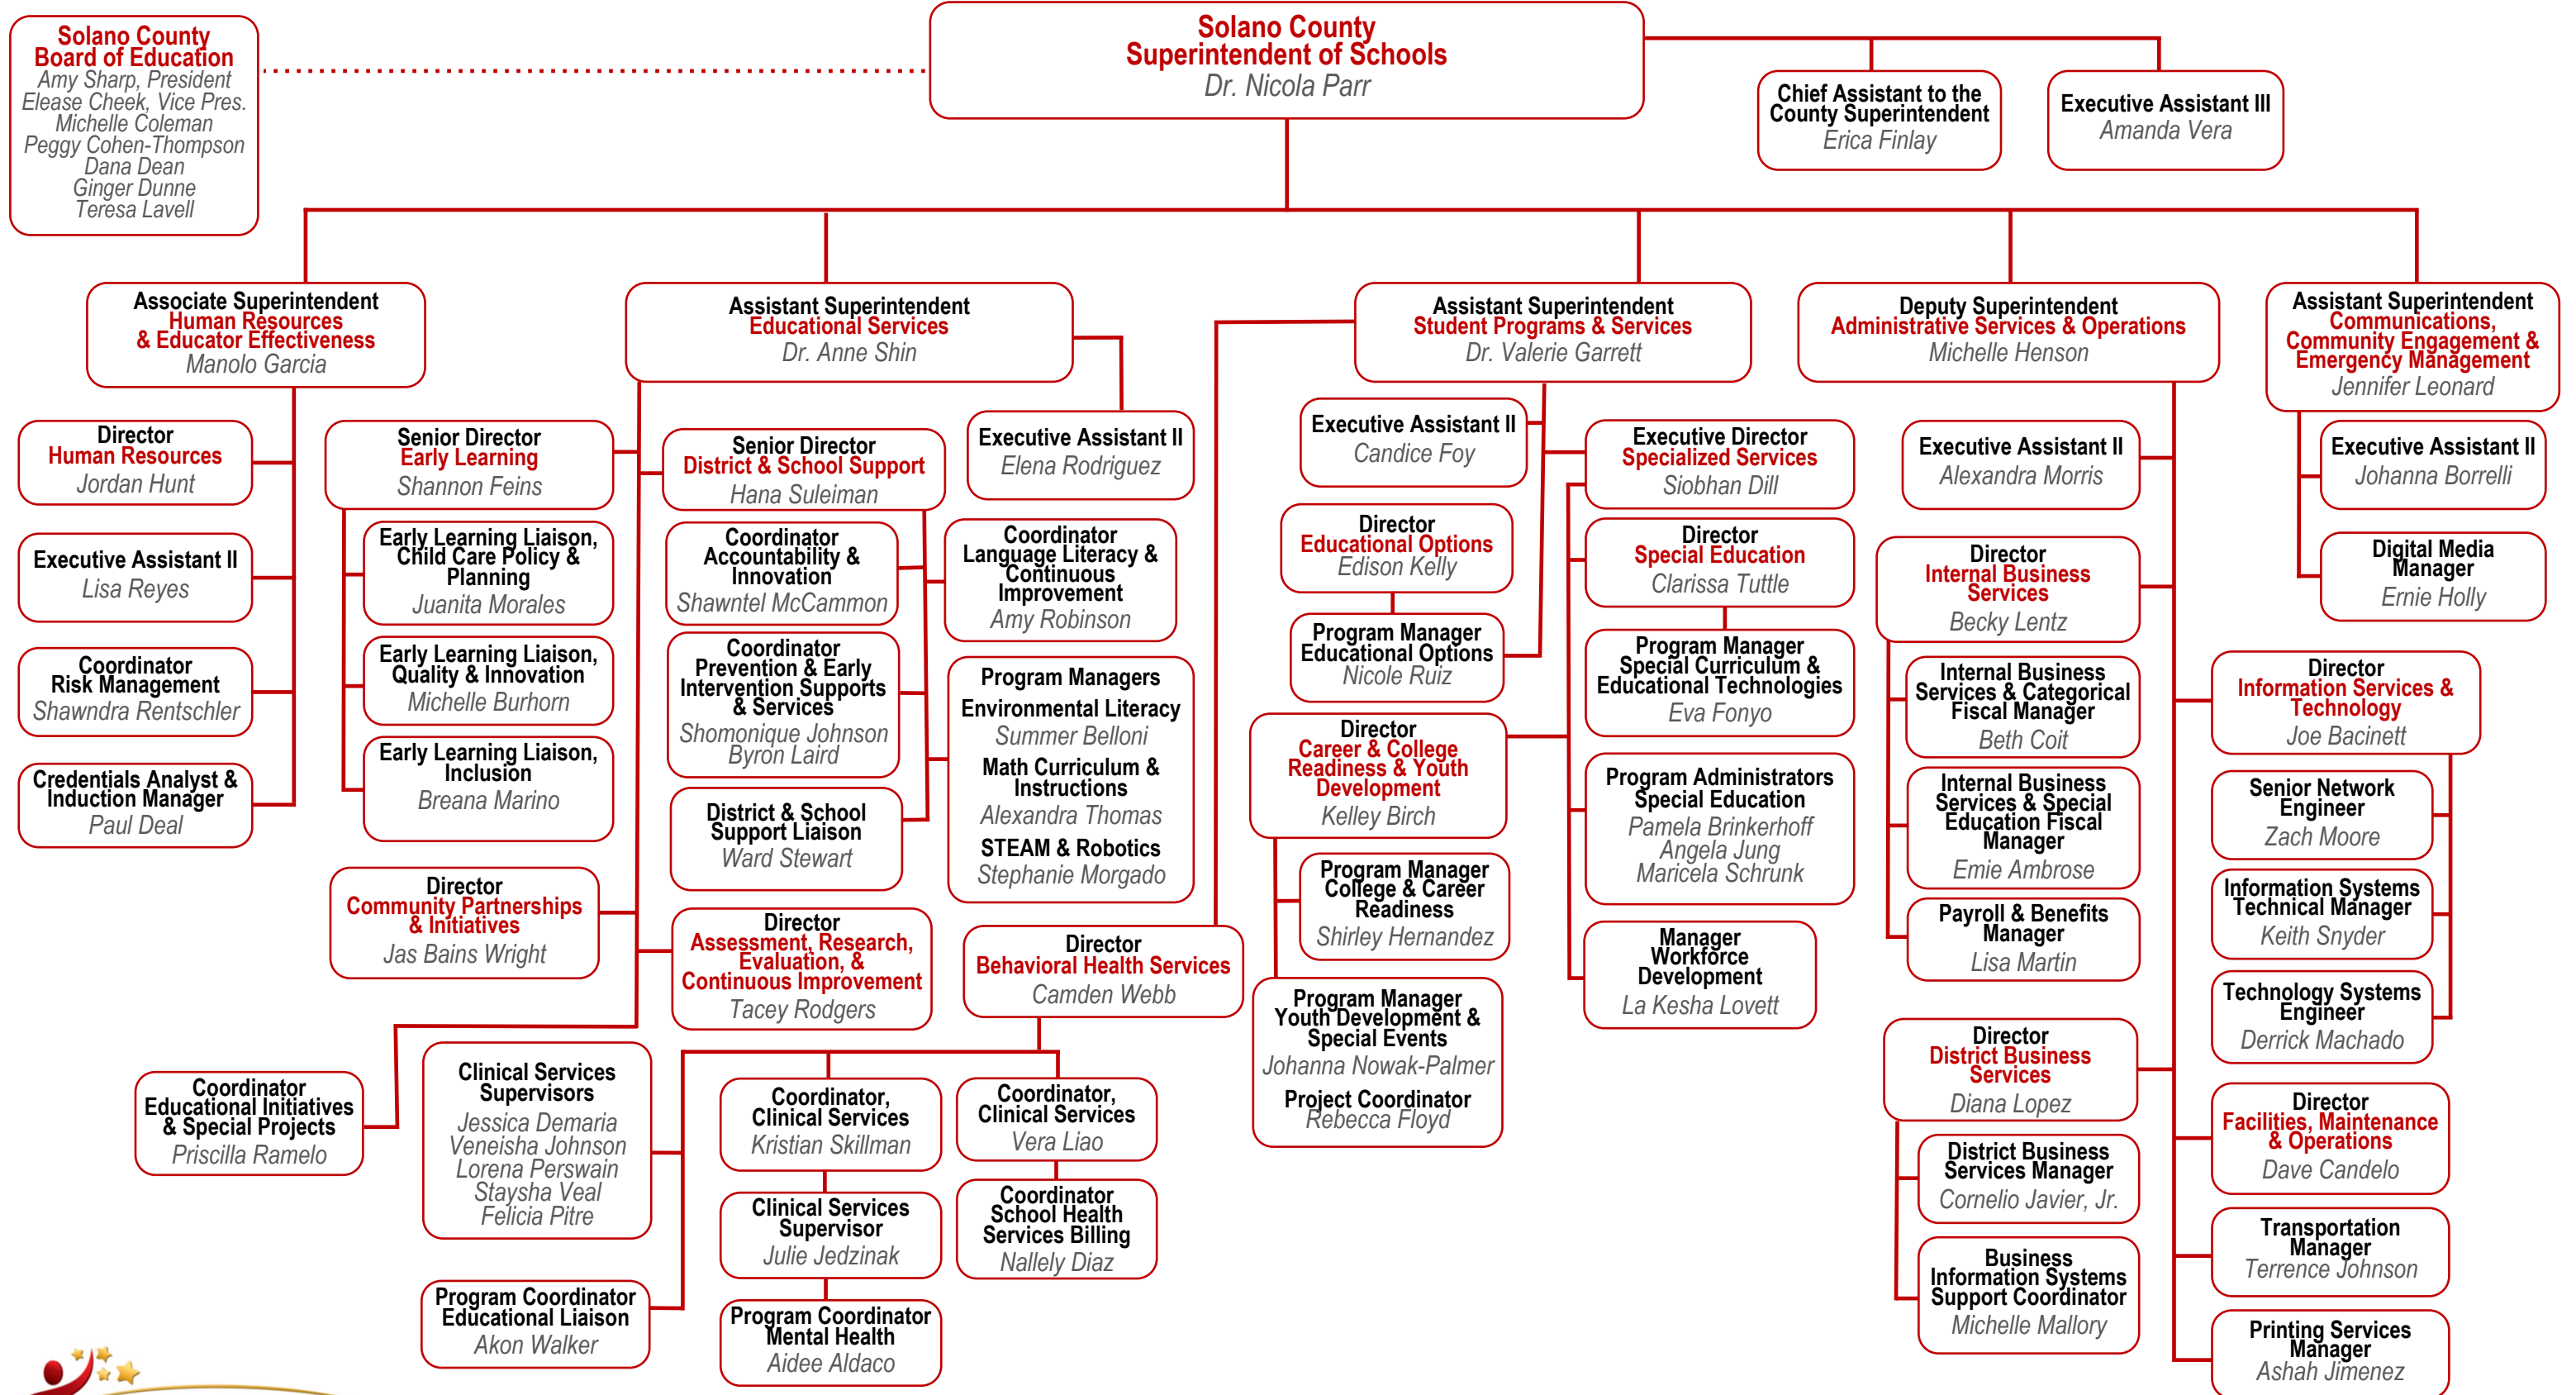 Solano County
Board of Education
Amy Sharp, President
Elease Cheek, Vice Pres.
Michelle Coleman
Peggy Cohen-Thompson
Dana Dean
Ginger Dunne
Teresa Lavell
Solano County
Superintendent of Schools
Dr. Nicola Parr
Chief Assistant to the
County Superintendent
Erica Finlay
Executive Assistant III
Amanda Vera
Associate Superintendent
Human Resources
& Educator Effectiveness
Manolo Garcia
Assistant Superintendent
Educational Services
Dr. Anne Shin
Assistant Superintendent
Student Programs & Services
Dr. Valerie Garrett
Deputy Superintendent
Administrative Services & Operations
Michelle Henson
Assistant Superintendent
Communications,
Community Engagement &
Emergency Management
Jennifer Leonard
Director
Human Resources
Jordan Hunt
Executive Assistant II
Lisa Reyes
Coordinator
Risk Management
Shawndra Rentschler
Credentials Analyst &
Induction Manager
Paul Deal
Senior Director
Early Learning
Shannon Feins
Early Learning Liaison,
Child Care Policy &
Planning
Juanita Morales
Early Learning Liaison,
Quality & Innovation
Michelle Burhorn
Early Learning Liaison,
Inclusion
Breana Marino
Director
Community Partnerships
& Initiatives
Jas Bains Wright
Coordinator
Educational Initiatives
& Special Projects
Priscilla Ramelo
Senior Director
District & School Support
Hana Suleiman
Coordinator
Accountability &
Innovation
Shawntel McCammon
Coordinator
Prevention & Early
Intervention Supports
& Services
Shomonique Johnson
Byron Laird
District & School
Support Liaison
Ward Stewart
Director
Assessment, Research,
Evaluation, &
Continuous Improvement
Tacey Rodgers
Executive Assistant II
Elena Rodriguez
Coordinator
Language Literacy &
Continuous
Improvement
Amy Robinson
Program Managers
Environmental Literacy
Summer Belloni
Math Curriculum &
Instructions
Alexandra Thomas
STEAM & Robotics
Stephanie Morgado
Director
Behavioral Health Services
Camden Webb
Clinical Services
Supervisors
Jessica Demaria
Veneisha Johnson
Lorena Perswain
Staysha Veal
Felicia Pitre
Program Coordinator
Educational Liaison
Akon Walker
Coordinator,
Clinical Services
Kristian Skillman
Clinical Services
Supervisor
Julie Jedzinak
Program Coordinator
Mental Health
Aidee Aldaco
Coordinator,
Clinical Services
Vera Liao
Coordinator
School Health
Services Billing
Nallely Diaz
Executive Assistant II
Candice Foy
Director
Educational Options
Edison Kelly
Program Manager
Educational Options
Nicole Ruiz
Director
Career & College
Readiness & Youth
Development
Kelley Birch
Program Manager
College & Career
Readiness
Shirley Hernandez
Program Manager
Youth Development &
Special Events
Johanna Nowak-Palmer
Project Coordinator
Rebecca Floyd
Executive Director
Specialized Services
Siobhan Dill
Director
Special Education
Clarissa Tuttle
Program Manager
Special Curriculum &
Educational Technologies
Eva Fonyo
Program Administrators
Special Education
Pamela Brinkerhoff
Angela Jung
Maricela Schrunk
Manager
Workforce
Development
La Kesha Lovett
Executive Assistant II
Alexandra Morris
Director
Internal Business
Services
Becky Lentz
Internal Business
Services & Categorical
Fiscal Manager
Beth Coit
Internal Business
Services & Special
Education Fiscal
Manager
Emie Ambrose
Payroll & Benefits
Manager
Lisa Martin
Director
District Business
Services
Diana Lopez
District Business
Services Manager
Cornelio Javier, Jr.
Business
Information Systems
Support Coordinator
Michelle Mallory
Executive Assistant II
Johanna Borrelli
Digital Media
Manager
Ernie Holly
Director
Information Services &
Technology
Joe Bacinett
Senior Network
Engineer
Zach Moore
Information Systems
Technical Manager
Keith Snyder
Technology Systems
Engineer
Derrick Machado
Director
Facilities, Maintenance
& Operations
Dave Candelo
Transportation
Manager
Terrence Johnson
Printing Services
Manager
Ashah Jimenez